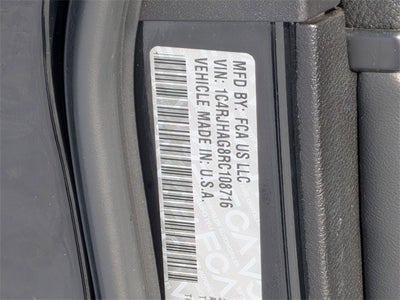 MFD BY: FCA US LLC
VIN: 1C4RJHAG8RC108716
VEHICLE MADE IN: U.S.A.